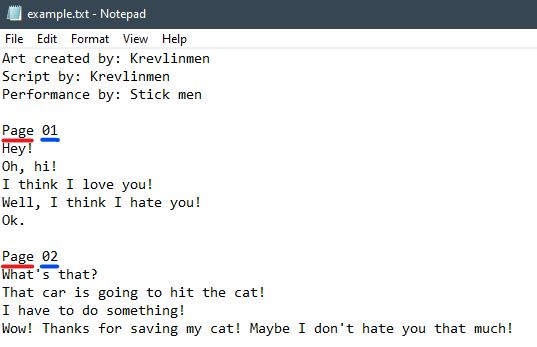 example.txt - Notepad
File Edit Format View Help
Art created by: Krevlinmen
Script by: Krevlinmen
Performance by: Stick men
Page 01
Hey!
Oh, hi!
I think I love you!
Well, I think I hate you!
Ok.
Page 02
What's that?
That car is going to hit the cat!
I have to do something!
Wow! Thanks for saving my cat! Maybe I don't hate you that much!